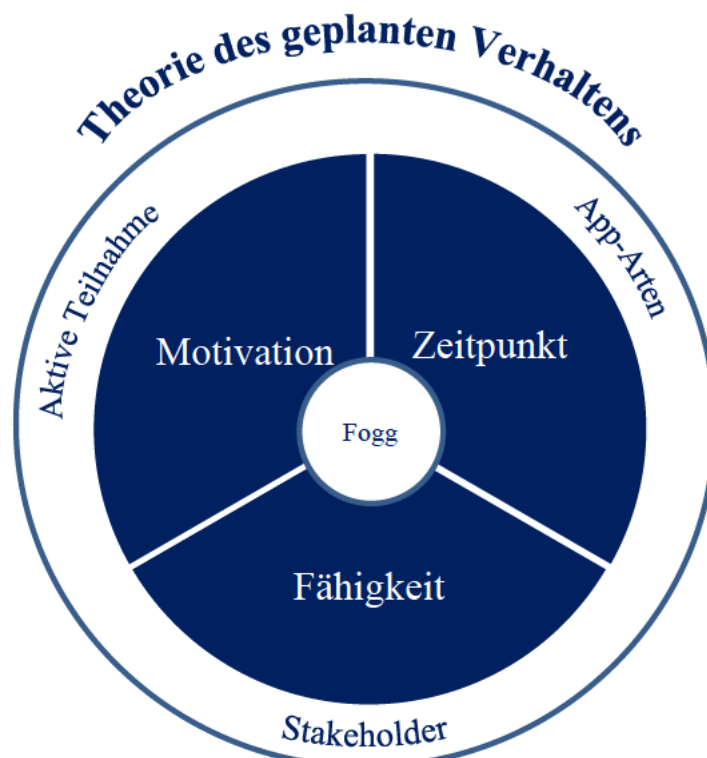 Theorie des geplanten Verhaltens
Aktive Teilnahme
App-Arten
Motivation
Zeitpunkt
Fogg
Fähigkeit
Stakeholder